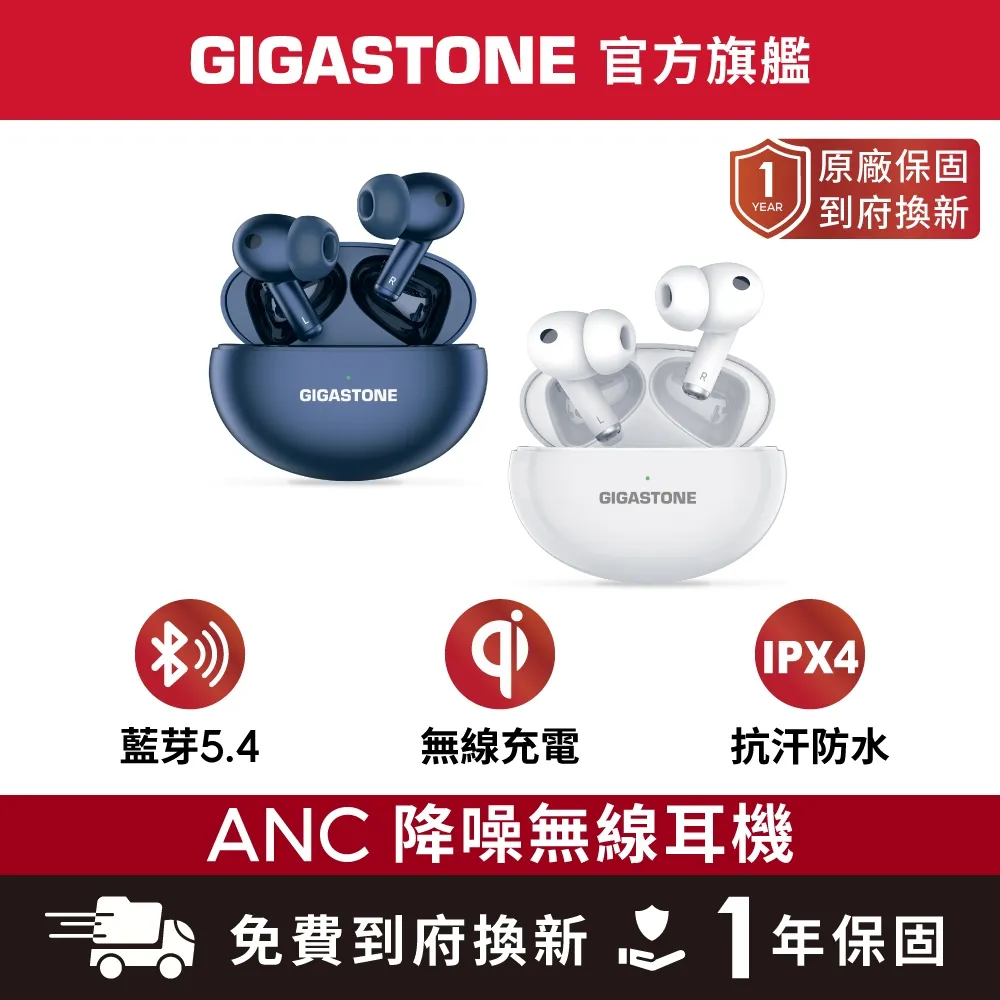 GIGASTONE 官方旗艦
1
YEAR
原廠保固
到府換新
R
L
GIGASTONE
R
L
GIGASTONE
qi
IPX4
藍芽5.4
無線充電
抗汗防水
ANC 降噪無線耳機
免費到府換新
1年保固